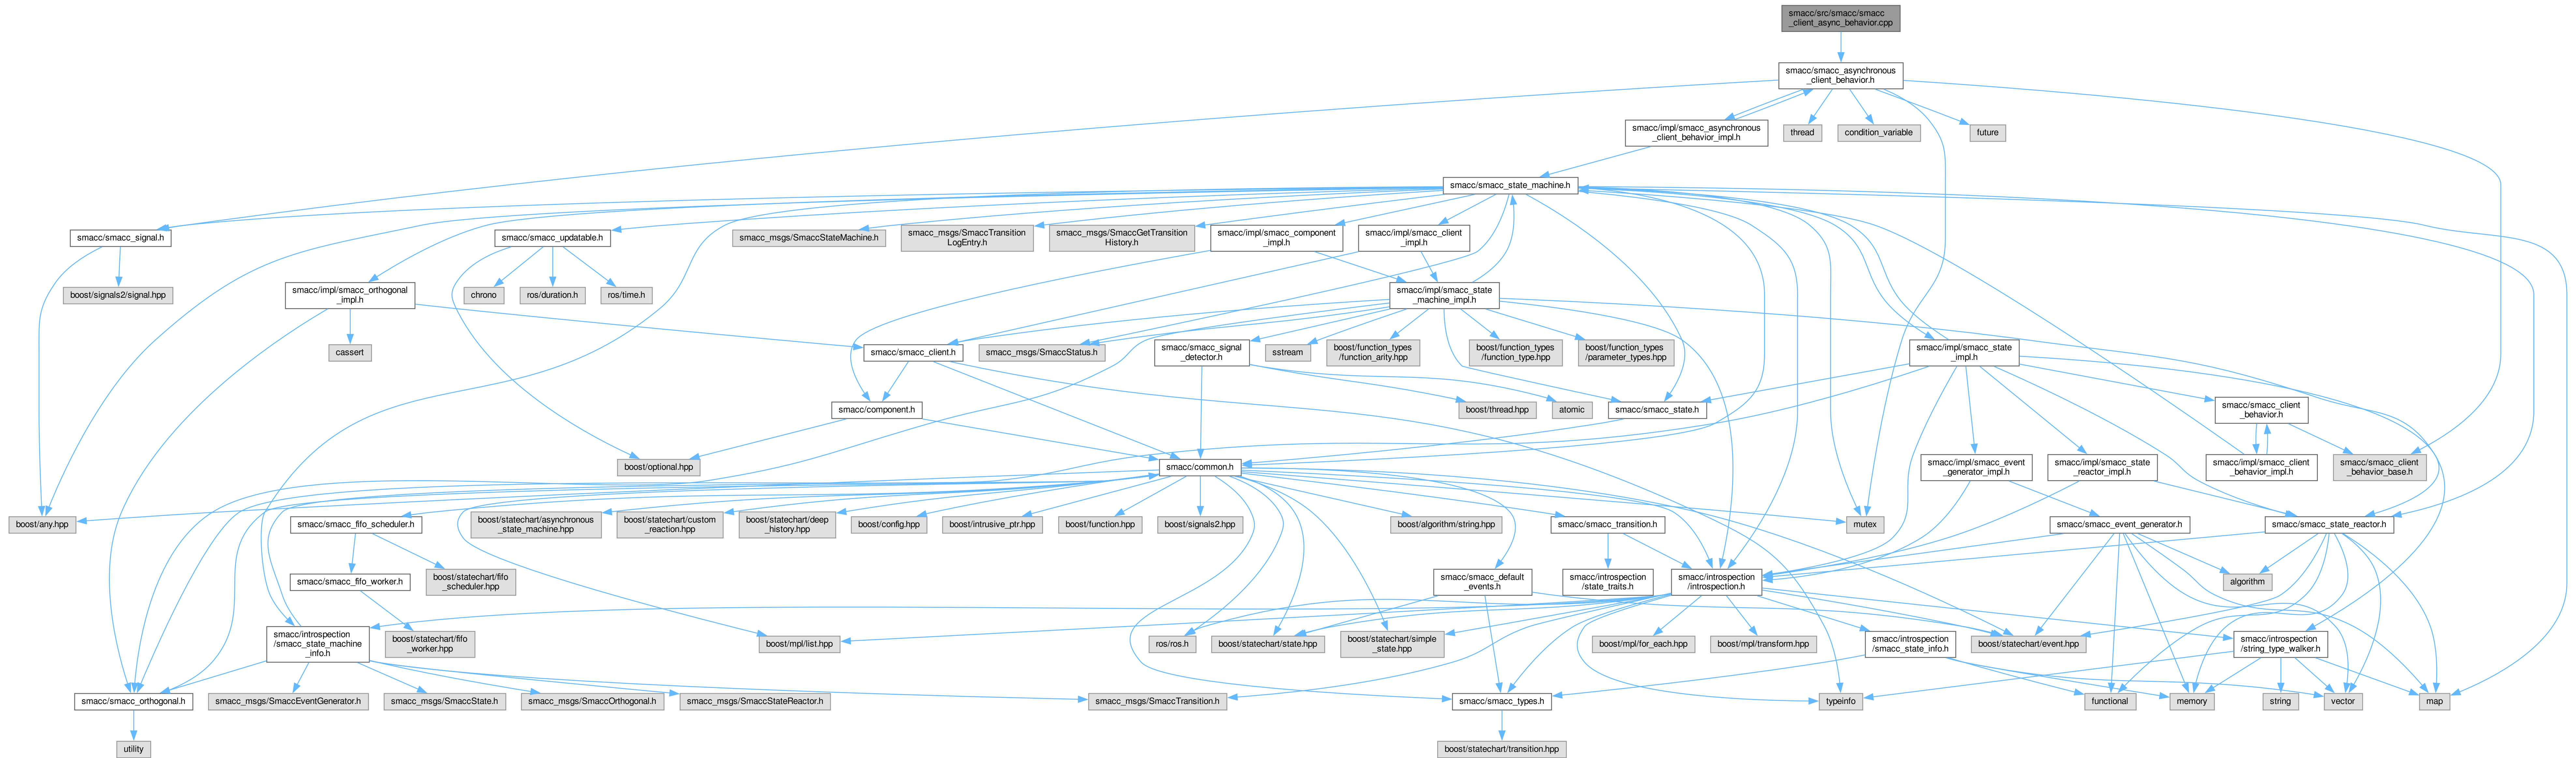 smacc/src/smacc/smacc
_client_async_behavior.cpp
smacc/smacc_asynchronous
_client_behavior.h
smacc/impl/smacc_asynchronous
_client_behavior_impl.h
thread
condition_variable
future
smacc/smacc_state_machine.h
smacc/smacc_signal.h
smacc/smacc_updatable.h
smacc_msgs/SmaccStateMachine.h
smacc_msgs/SmaccTransition
LogEntry.h
smacc_msgs/SmaccGetTransition
History.h
smacc/impl/smacc_component
_impl.h
smacc/impl/smacc_client
_impl.h
boost/signals2/signal.hpp
smacc/impl/smacc_orthogonal
_impl.h
chrono
ros/duration.h
ros/time.h
smacc/impl/smacc_state
_machine_impl.h
cassert
smacc/smacc_client.h
smacc_msgs/SmaccStatus.h
smacc/smacc_signal
_detector.h
sstream
boost/function_types
/function_arity.hpp
boost/function_types
/function_type.hpp
boost/function_types
/parameter_types.hpp
smacc/impl/smacc_state
_impl.h
smacc/component.h
boost/thread.hpp
atomic
smacc/smacc_state.h
smacc/smacc_client
_behavior.h
boost/optional.hpp
smacc/common.h
smacc/impl/smacc_event
_generator_impl.h
smacc/impl/smacc_state
_reactor_impl.h
smacc/impl/smacc_client
_behavior_impl.h
smacc/smacc_client
_behavior_base.h
boost/any.hpp
smacc/smacc_fifo_scheduler.h
boost/statechart/asynchronous
_state_machine.hpp
boost/statechart/custom
_reaction.hpp
boost/statechart/deep
_history.hpp
boost/config.hpp
boost/intrusive_ptr.hpp
boost/function.hpp
boost/signals2.hpp
boost/algorithm/string.hpp
smacc/smacc_transition.h
mutex
smacc/smacc_event_generator.h
smacc/smacc_state_reactor.h
smacc/smacc_fifo_worker.h
boost/statechart/fifo
_scheduler.hpp
smacc/smacc_default
_events.h
smacc/introspection
/state_traits.h
smacc/introspection
/introspection.h
algorithm
smacc/introspection
/smacc_state_machine
_info.h
boost/statechart/fifo
_worker.hpp
boost/mpl/list.hpp
ros/ros.h
boost/statechart/state.hpp
boost/statechart/simple
_state.hpp
boost/mpl/for_each.hpp
boost/mpl/transform.hpp
smacc/introspection
/smacc_state_info.h
boost/statechart/event.hpp
smacc/introspection
/string_type_walker.h
smacc/smacc_orthogonal.h
smacc_msgs/SmaccEventGenerator.h
smacc_msgs/SmaccState.h
smacc_msgs/SmaccOrthogonal.h
smacc_msgs/SmaccStateReactor.h
smacc_msgs/SmaccTransition.h
smacc/smacc_types.h
typeinfo
functional
memory
string
vector
map
utility
boost/statechart/transition.hpp